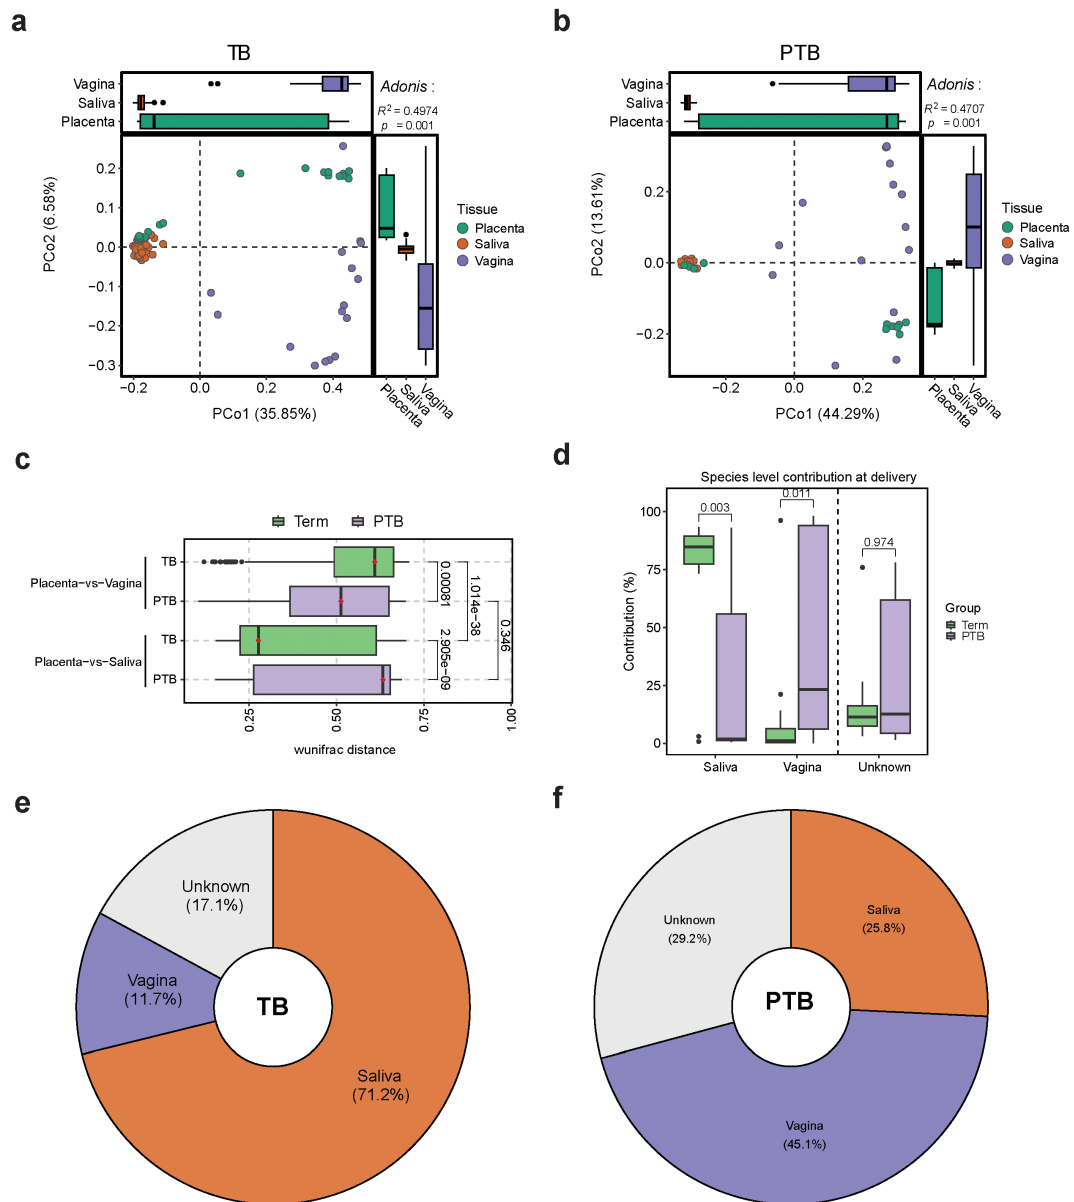 a
TB
Vagina
Saliva
Placenta
Adonis :
R² = 0.4974
p = 0.001
PCo2 (6.58%)
0.2
0.1
0.0
−0.1
−0.2
−0.3
−0.2
0.0
0.2
0.4
PCo1 (35.85%)
Placenta
Saliva
Vagina
Tissue
Placenta
Saliva
Vagina
b
PTB
Vagina
Saliva
Placenta
Adonis :
R² = 0.4707
p = 0.001
PCo2 (13.61%)
0.2
0.0
−0.2
−0.2
0.0
0.2
PCo1 (44.29%)
Placenta
Saliva
Vagina
Tissue
Placenta
Saliva
Vagina
c
Term
PTB
Placenta−vs−Vagina
Placenta−vs−Saliva
TB
PTB
TB
PTB
0.00081
1.014e−38
0.346
2.905e−09
0.25
0.50
0.75
1.00
wunifrac distance
d
Species level contribution at delivery
Contribution (%)
100
75
50
25
0
0.003
0.011
0.974
Saliva
Vagina
Unknown
Group
Term
PTB
e
Unknown
(17.1%)
Vagina
(11.7%)
TB
Saliva
(71.2%)
f
Unknown
(29.2%)
Saliva
(25.8%)
PTB
Vagina
(45.1%)